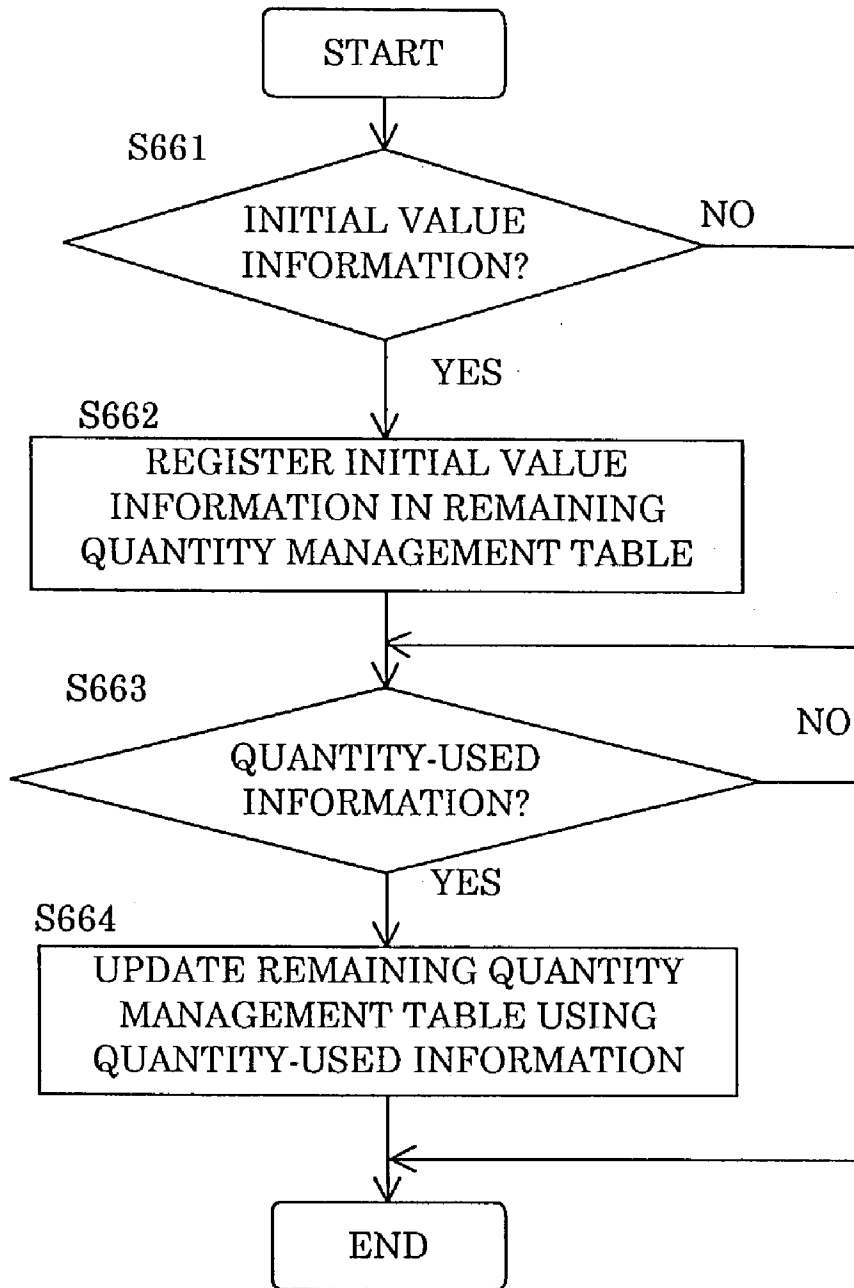 START
S661
INITIAL VALUE
INFORMATION?
NO
YES
S662
REGISTER INITIAL VALUE
INFORMATION IN REMAINING
QUANTITY MANAGEMENT TABLE
S663
QUANTITY-USED
INFORMATION?
NO
YES
S664
UPDATE REMAINING QUANTITY
MANAGEMENT TABLE USING
QUANTITY-USED INFORMATION
END